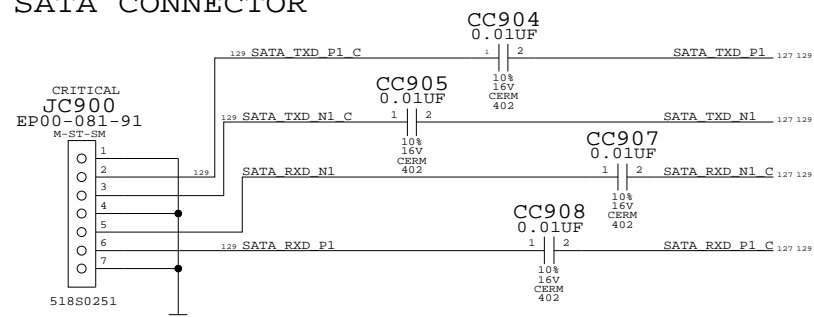 SATA CONNECTOR
CC904
0.01UF
129 SATA_TXD_P1_C
1 2
SATA_TXD_P1 127 129
10%
16V
CERM
402
CC905
0.01UF
129 SATA_TXD_N1_C
1 2
SATA_TXD_N1 127 129
10%
16V
CERM
402
CRITICAL
JC900
EP00-081-91
M-ST-SM
1
2
3
4
5
6
7
518S0251
CC907
0.01UF
129 SATA_RXD_N1
1 2
SATA_RXD_N1_C 127 129
10%
16V
CERM
402
CC908
0.01UF
129 SATA_RXD_P1
1 2
SATA_RXD_P1_C 127 129
10%
16V
CERM
402